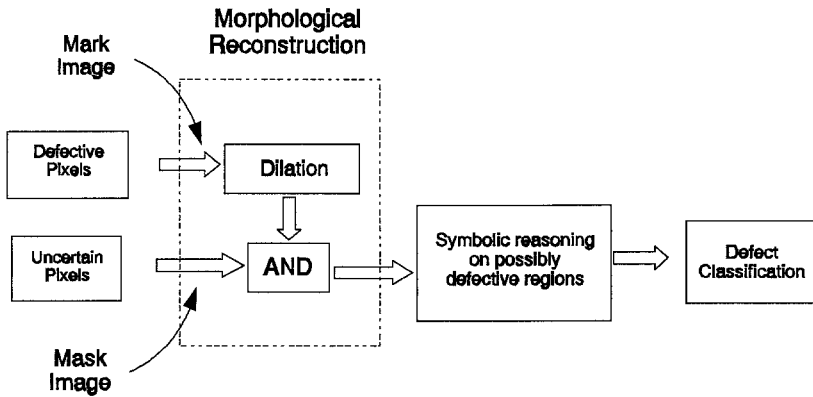 Morphological
Reconstruction
Mark
Image
Defective
Pixels
Dilation
Uncertain
Pixels
AND
Symbolic reasoning
on possibly
defective regions
Defect
Classification
Mask
Image